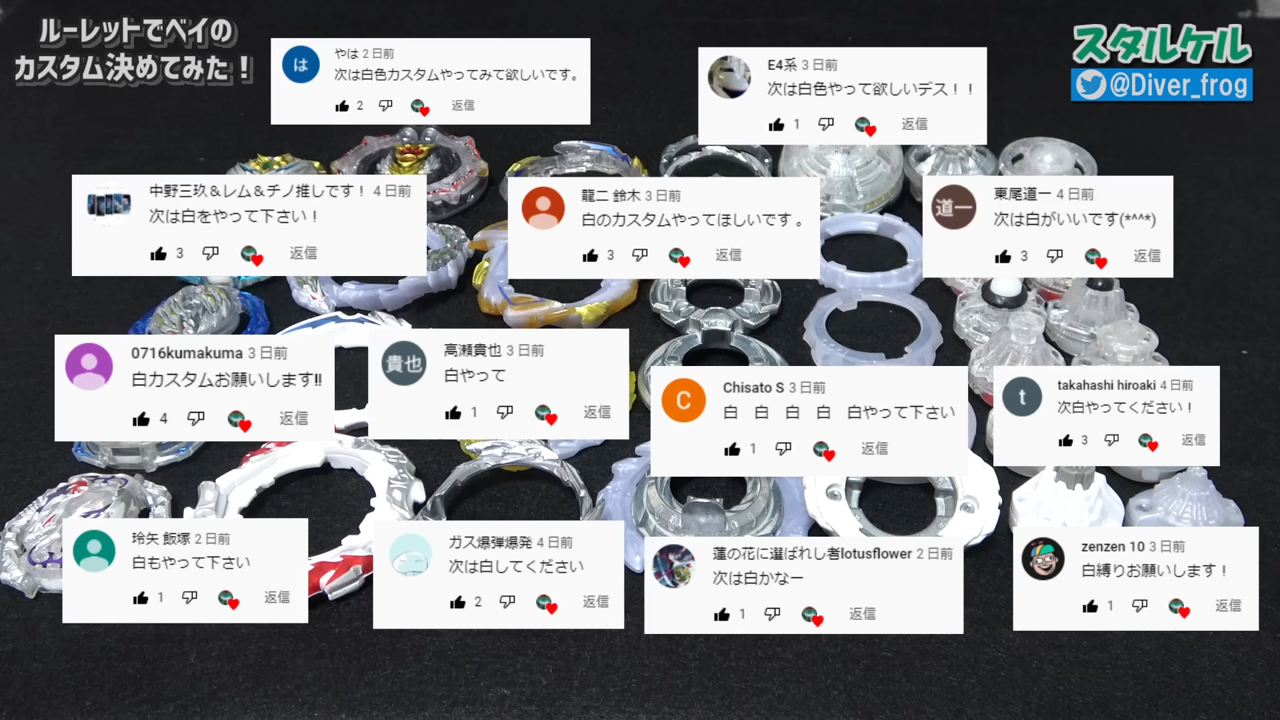 ルーレットでベイの
カスタム決めてみた！
スタルケル
@Diver_frog
は
やは 2 日前
次は白色カスタムやってみて欲しいです。
2 返信
E4系 3 日前
次は白色やって欲しいデス！！
1 返信
中野三玖＆レム＆チノ推しです！ 4 日前
次は白をやって下さい！
3 返信
龍二 鈴木 3 日前
白のカスタムやってほしいです 。
3 返信
道一
東尾道一 4 日前
次は白がいいです(*^^*)
3 返信
0716kumakuma 3 日前
白カスタムお願いします‼
4 返信
貴也
高瀬貴也 3 日前
白やって
1 返信
C
Chisato S 3 日前
白　白　白　白　白やって下さい
1 返信
t
takahashi hiroaki 4 日前
次白やってください！
3 返信
玲矢 飯塚 2 日前
白もやって下さい
1 返信
ガス爆弾爆発 4 日前
次は白してください
2 返信
蓮の花に選ばれし者lotusflower 2 日前
次は白かなー
1 返信
zenzen 10 3 日前
白縛りお願いします！
1 返信